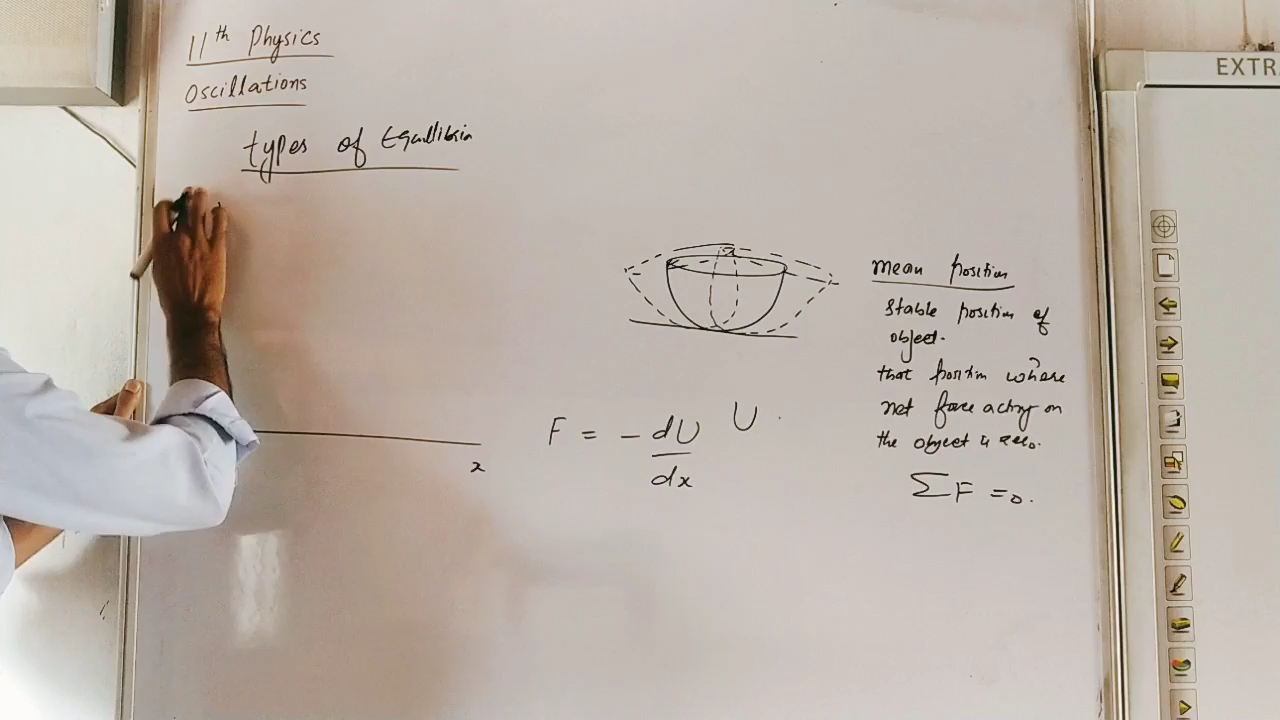 11th Physics
Oscillations
types of Equilibria
x
F = - dU/dx
U
mean position
Stable position of
object.
that position where
net force acting on
the object is zero.
ΣF = 0.
EXTR